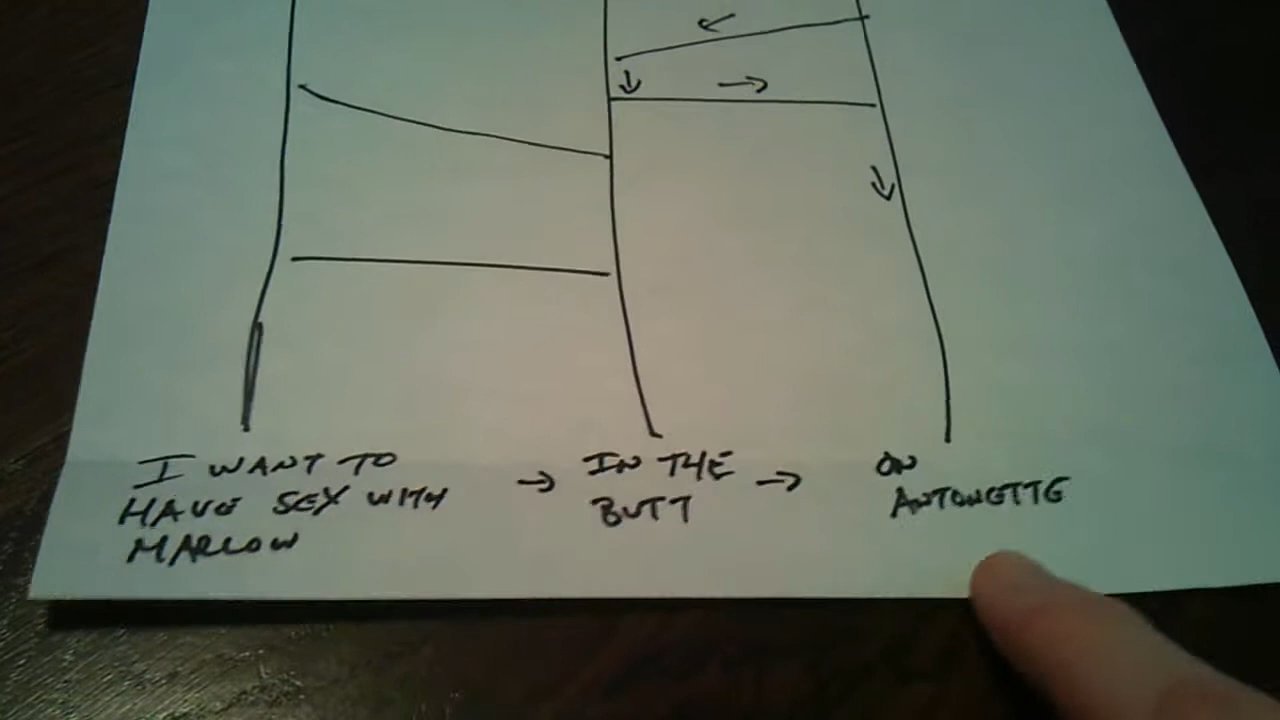 I WANT TO
HAVE SEX WITH
MARLOW
→ IN THE
BUTT
→ ON
ANTONETTE